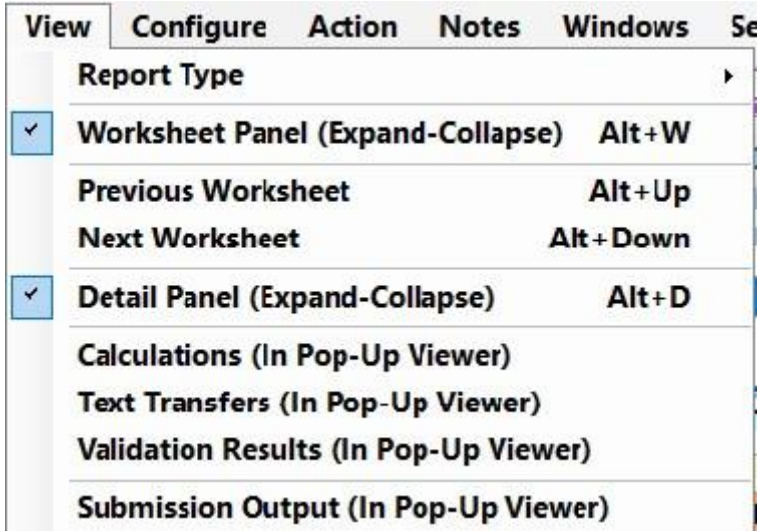 View Configure Action Notes Windows Se
Report Type
Worksheet Panel (Expand-Collapse) Alt+W
Previous Worksheet Alt+Up
Next Worksheet Alt+Down
Detail Panel (Expand-Collapse) Alt+D
Calculations (In Pop-Up Viewer)
Text Transfers (In Pop-Up Viewer)
Validation Results (In Pop-Up Viewer)
Submission Output (In Pop-Up Viewer)